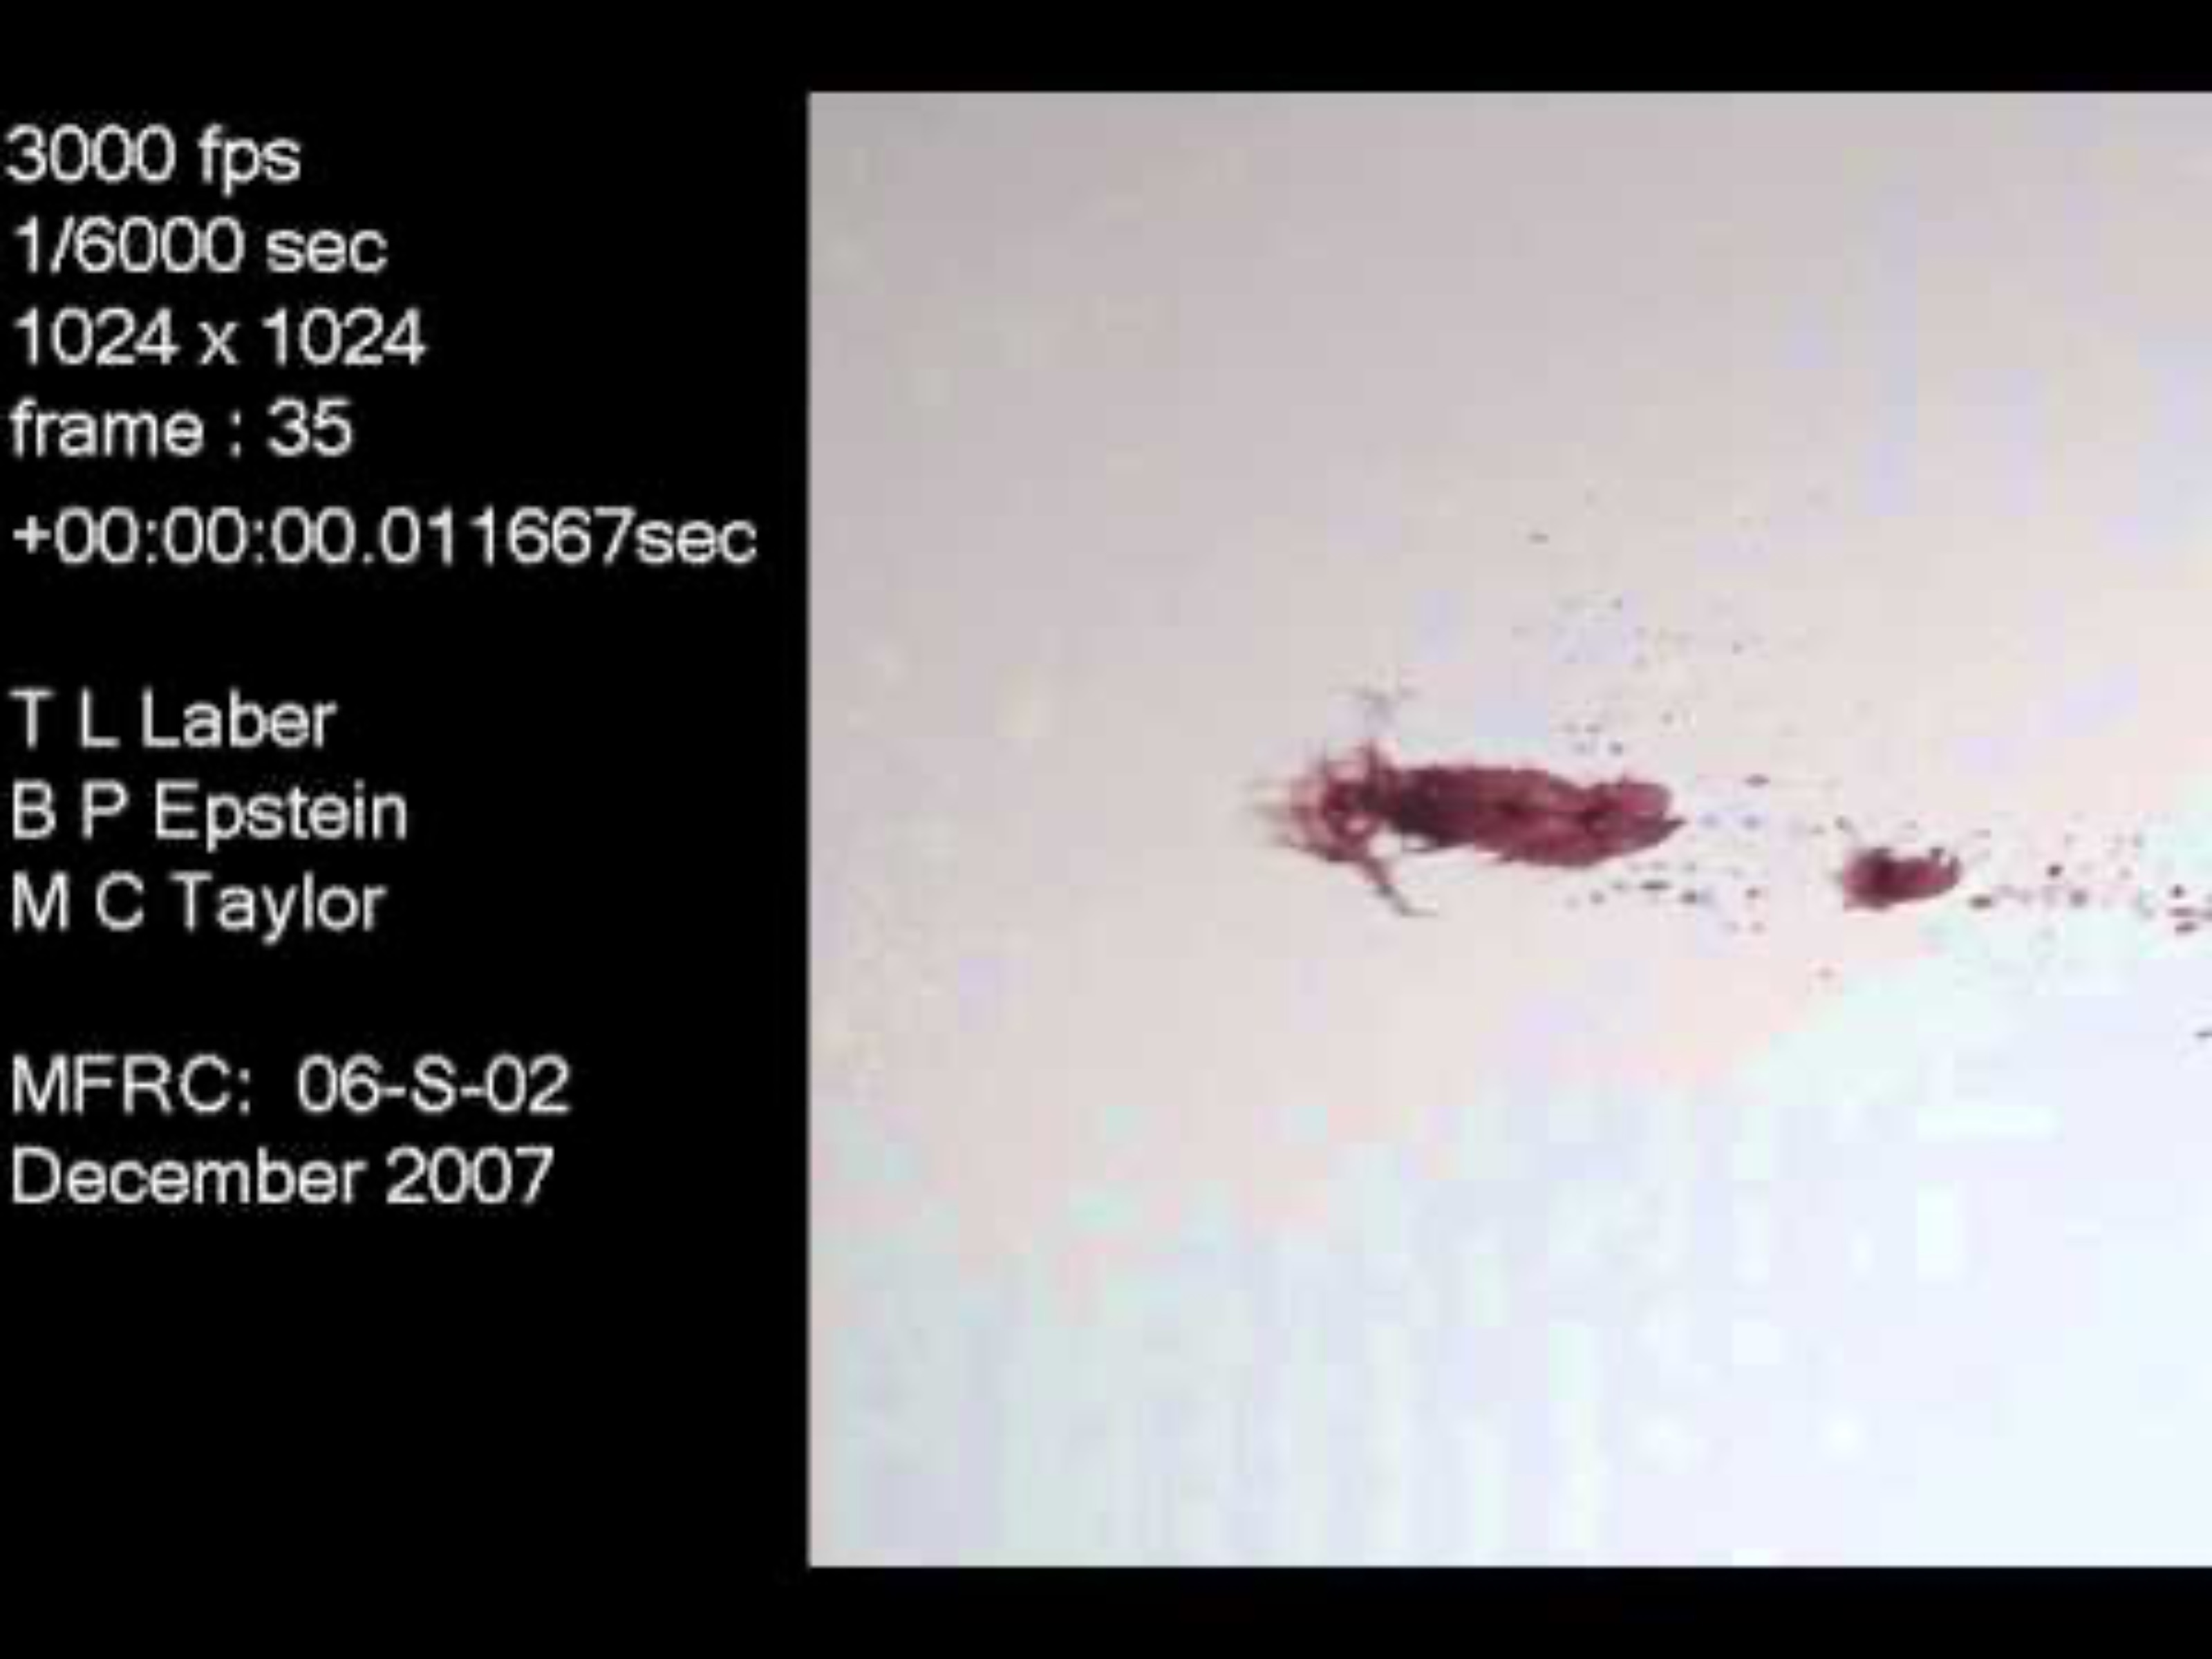 3000 fps
1/6000 sec
1024 x 1024
frame : 35
+00:00:00.011667sec
T L Laber
B P Epstein
M C Taylor
MFRC: 06-S-02
December 2007